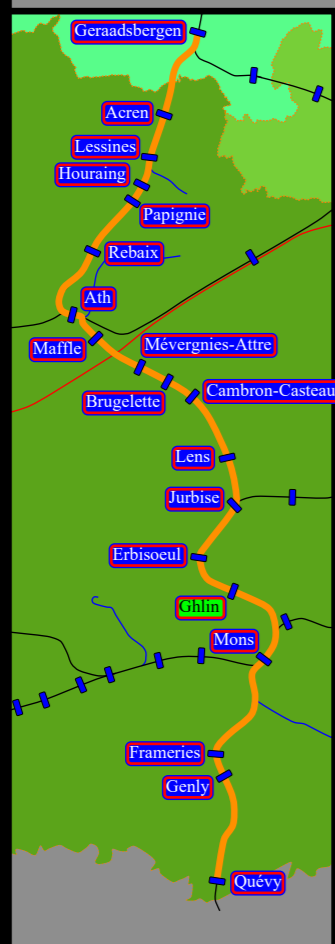 Geraadsbergen
Acren
Lessines
Houraing
Papignie
Rebaix
Ath
Maffle
Mévergnies-Attre
Brugelette
Cambron-Casteau
Lens
Jurbise
Erbisoeul
Ghlin
Mons
Frameries
Genly
Quévy